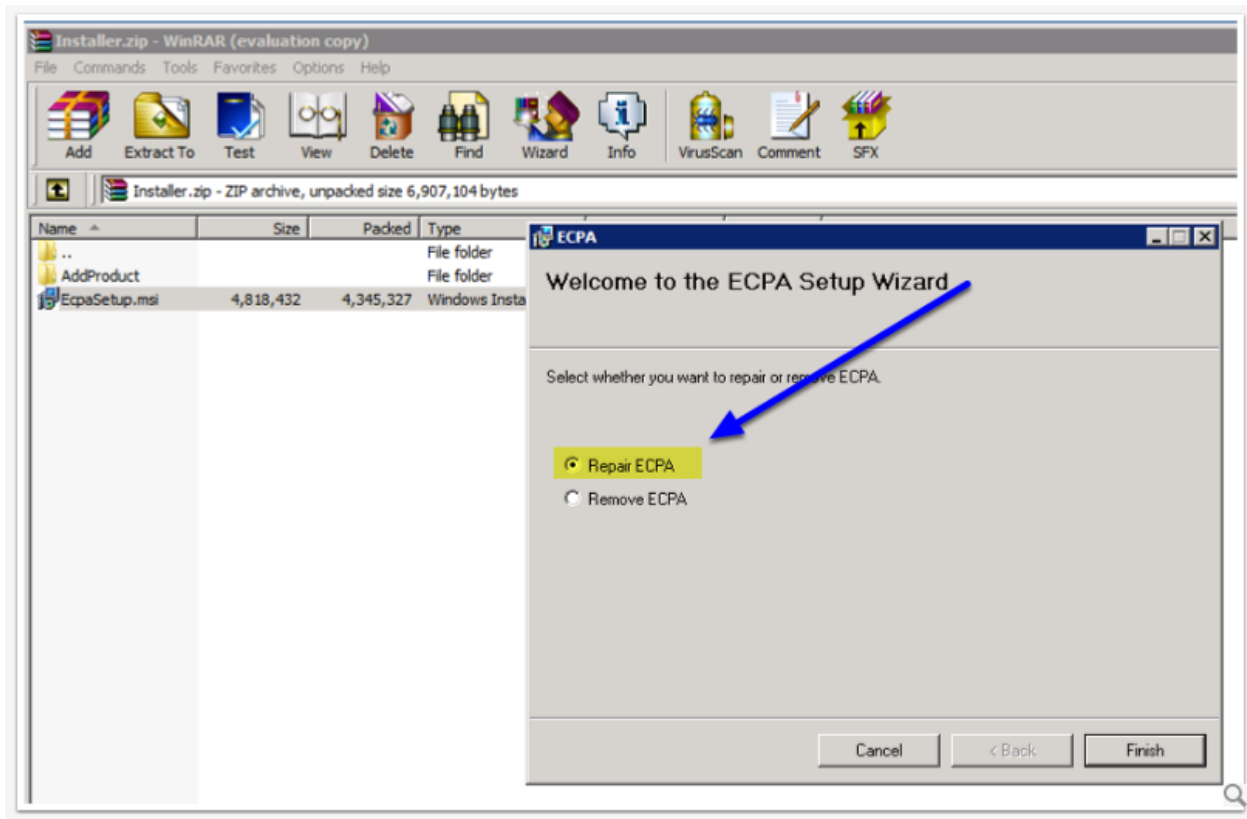 Installer.zip - WinRAR (evaluation copy)
File Commands Tools Favorites Options Help
Add Extract To Test View Delete Find Wizard Info VirusScan Comment SFX
Installer.zip - ZIP archive, unpacked size 6,907,104 bytes
Name Size Packed Type
.. File folder
AddProduct File folder
EcpaSetup.msi 4,818,432 4,345,327 Windows Insta
ECPA
Welcome to the ECPA Setup Wizard
Select whether you want to repair or remove ECPA.
Repair ECPA
Remove ECPA
Cancel < Back Finish